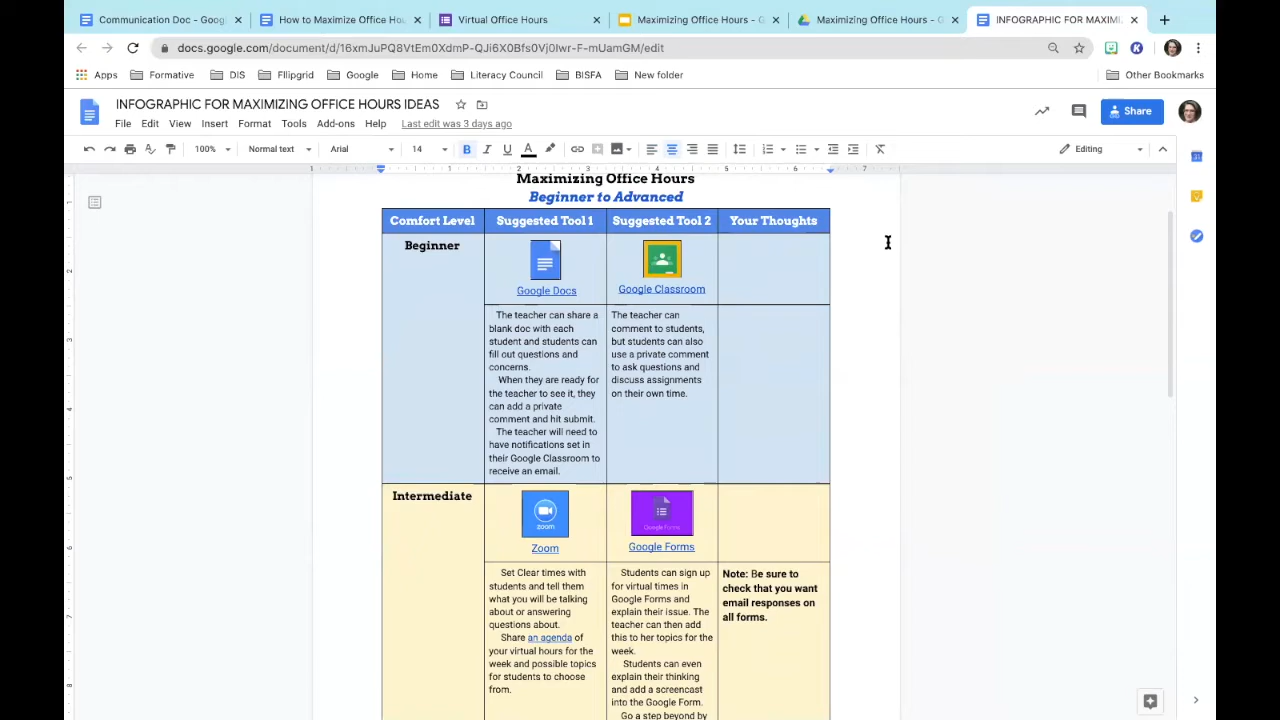 Communication Doc - Goog
How to Maximize Office Hou
Virtual Office Hours
Maximizing Office Hours - G
Maximizing Office Hours - G
INFOGRAPHIC FOR MAXIMI
docs.google.com/document/d/16xmJuPQ8VtEm0XdmP-QJi6X0Bfs0Vj0Iwr-F-mUamGM/edit
Apps Formative DIS Flipgrid Google Home Literacy Council BISFA New folder Other Bookmarks
INFOGRAPHIC FOR MAXIMIZING OFFICE HOURS IDEAS
Share
File Edit View Insert Format Tools Add-ons Help Last edit was 3 days ago
100% Normal text Arial 14 B I U A Editing
1 1 2 3 4 5 6 7
Maximizing Office Hours
Beginner to Advanced
Comfort Level Suggested Tool 1 Suggested Tool 2 Your Thoughts
Beginner
Google Docs
Google Classroom
The teacher can share a
blank doc with each
student and students can
fill out questions and
concerns.
When they are ready for
the teacher to see it, they
can add a private
comment and hit submit.
The teacher will need to
have notifications set in
their Google Classroom to
receive an email.
The teacher can
comment to students,
but students can also
use a private comment
to ask questions and
discuss assignments
on their own time.
Intermediate
zoom
Zoom
Google Forms
Google Forms
Set Clear times with
students and tell them
what you will be talking
about or answering
questions about.
Share an agenda of
your virtual hours for the
week and possible topics
for students to choose
from.
Students can sign up
for virtual times in
Google Forms and
explain their issue. The
teacher can then add
this to her topics for the
week.
Students can even
explain their thinking
and add a screencast
into the Google Form.
Go a step beyond by
Note: Be sure to
check that you want
email responses on
all forms.